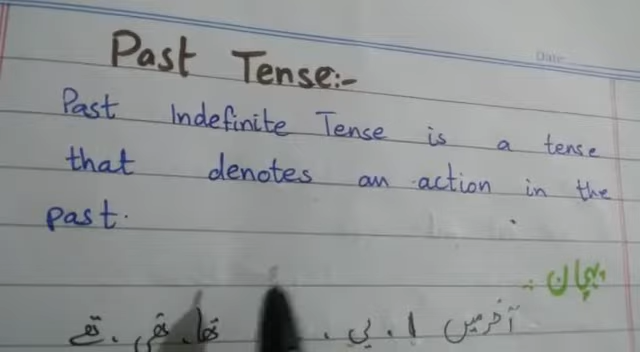 Date:
Past Tense:-
Past Indefinite Tense is a tense
that denotes an action in the
past.
پہچان :
آخر میں ا، ی، تھا، تھی، تھے